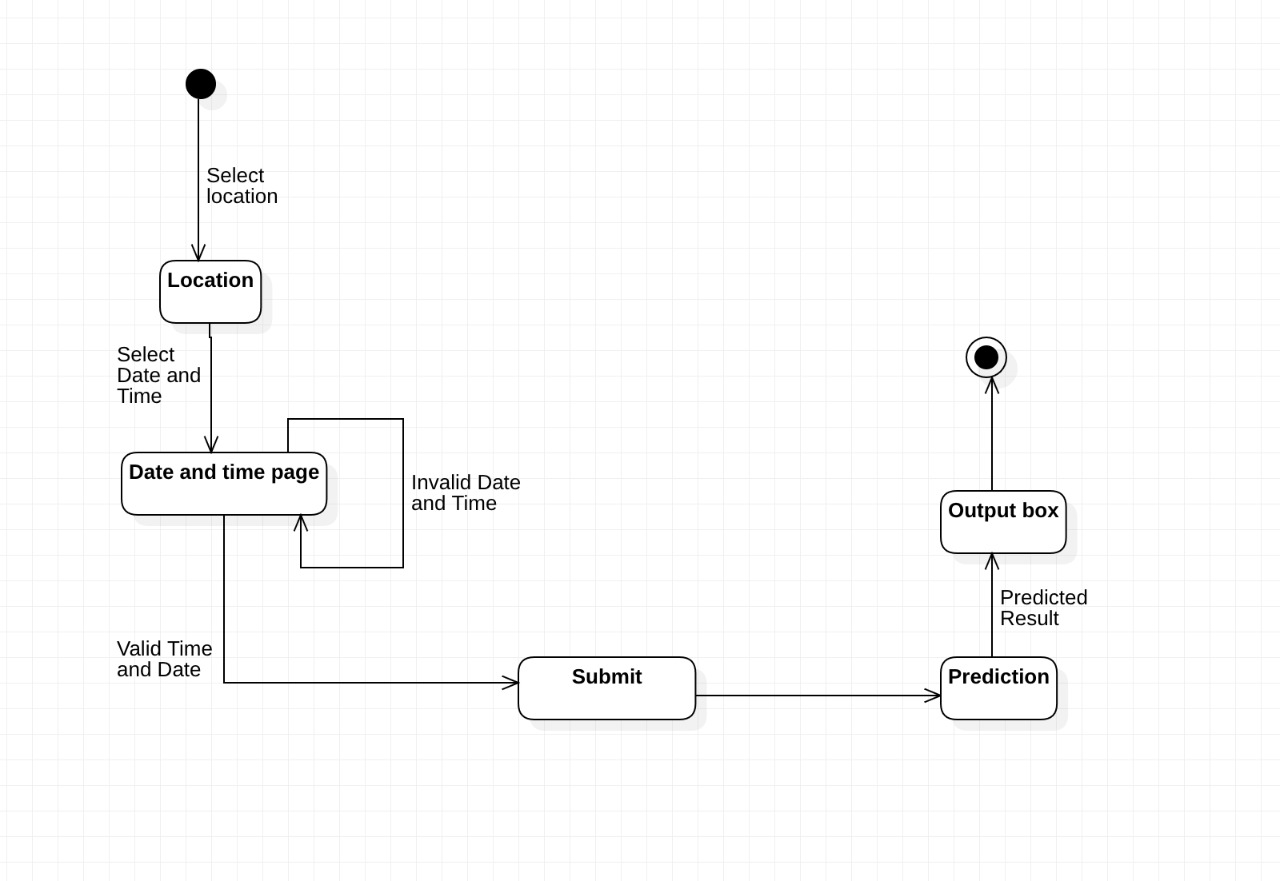 Select
location
Location
Select
Date and
Time
Date and time page
Invalid Date
and Time
Valid Time
and Date
Submit
Prediction
Predicted
Result
Output box